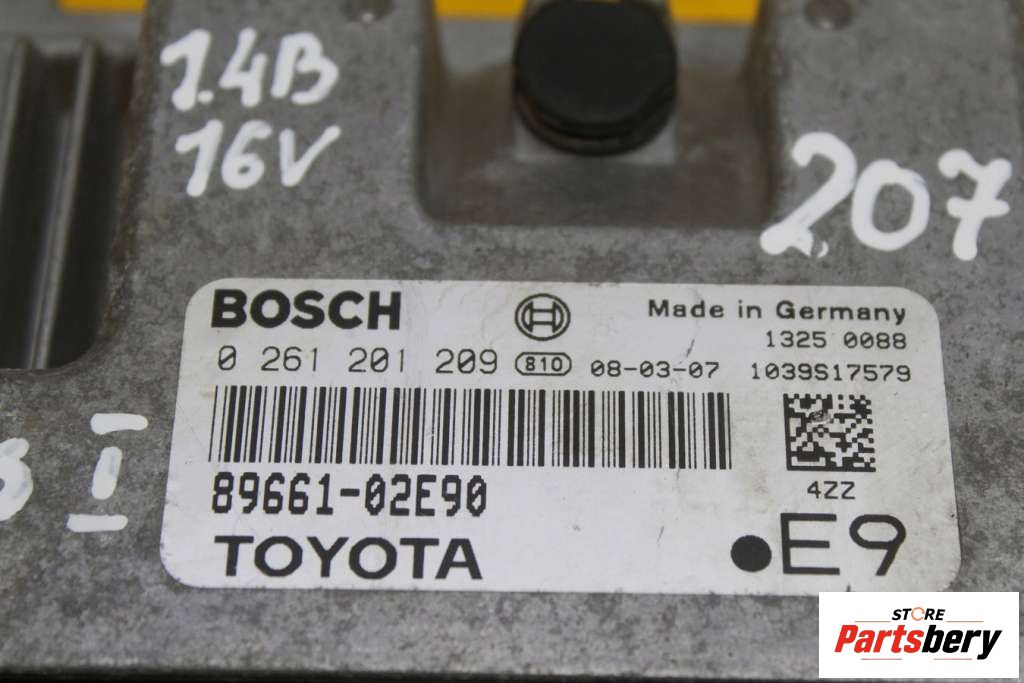 1.4B
16V
207
BOSCH
Made in Germany
1325 0088
0 261 201 209 810 08-03-07 1039S17579
89661-02E90
4ZZ
TOYOTA
•E9
STORE
Partsbery